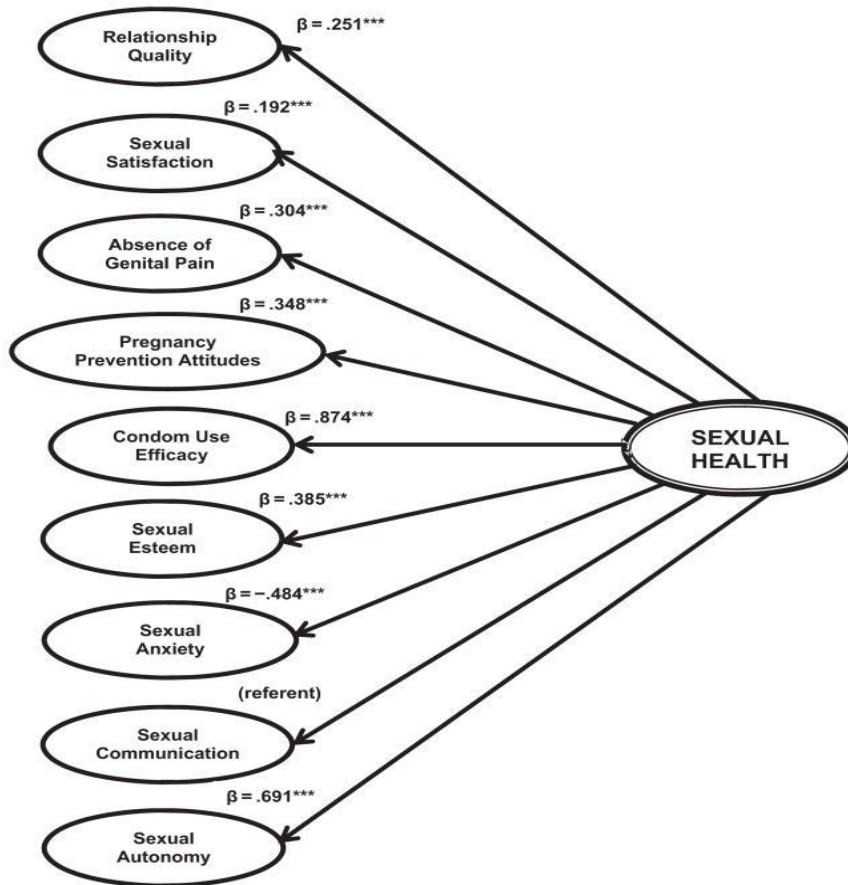 β = .251***
Relationship
Quality
β = .192***
Sexual
Satisfaction
β = .304***
Absence of
Genital Pain
β = .348***
Pregnancy
Prevention Attitudes
β = .874***
Condom Use
Efficacy
SEXUAL
HEALTH
β = .385***
Sexual
Esteem
β = −.484***
Sexual
Anxiety
(referent)
Sexual
Communication
β = .691***
Sexual
Autonomy